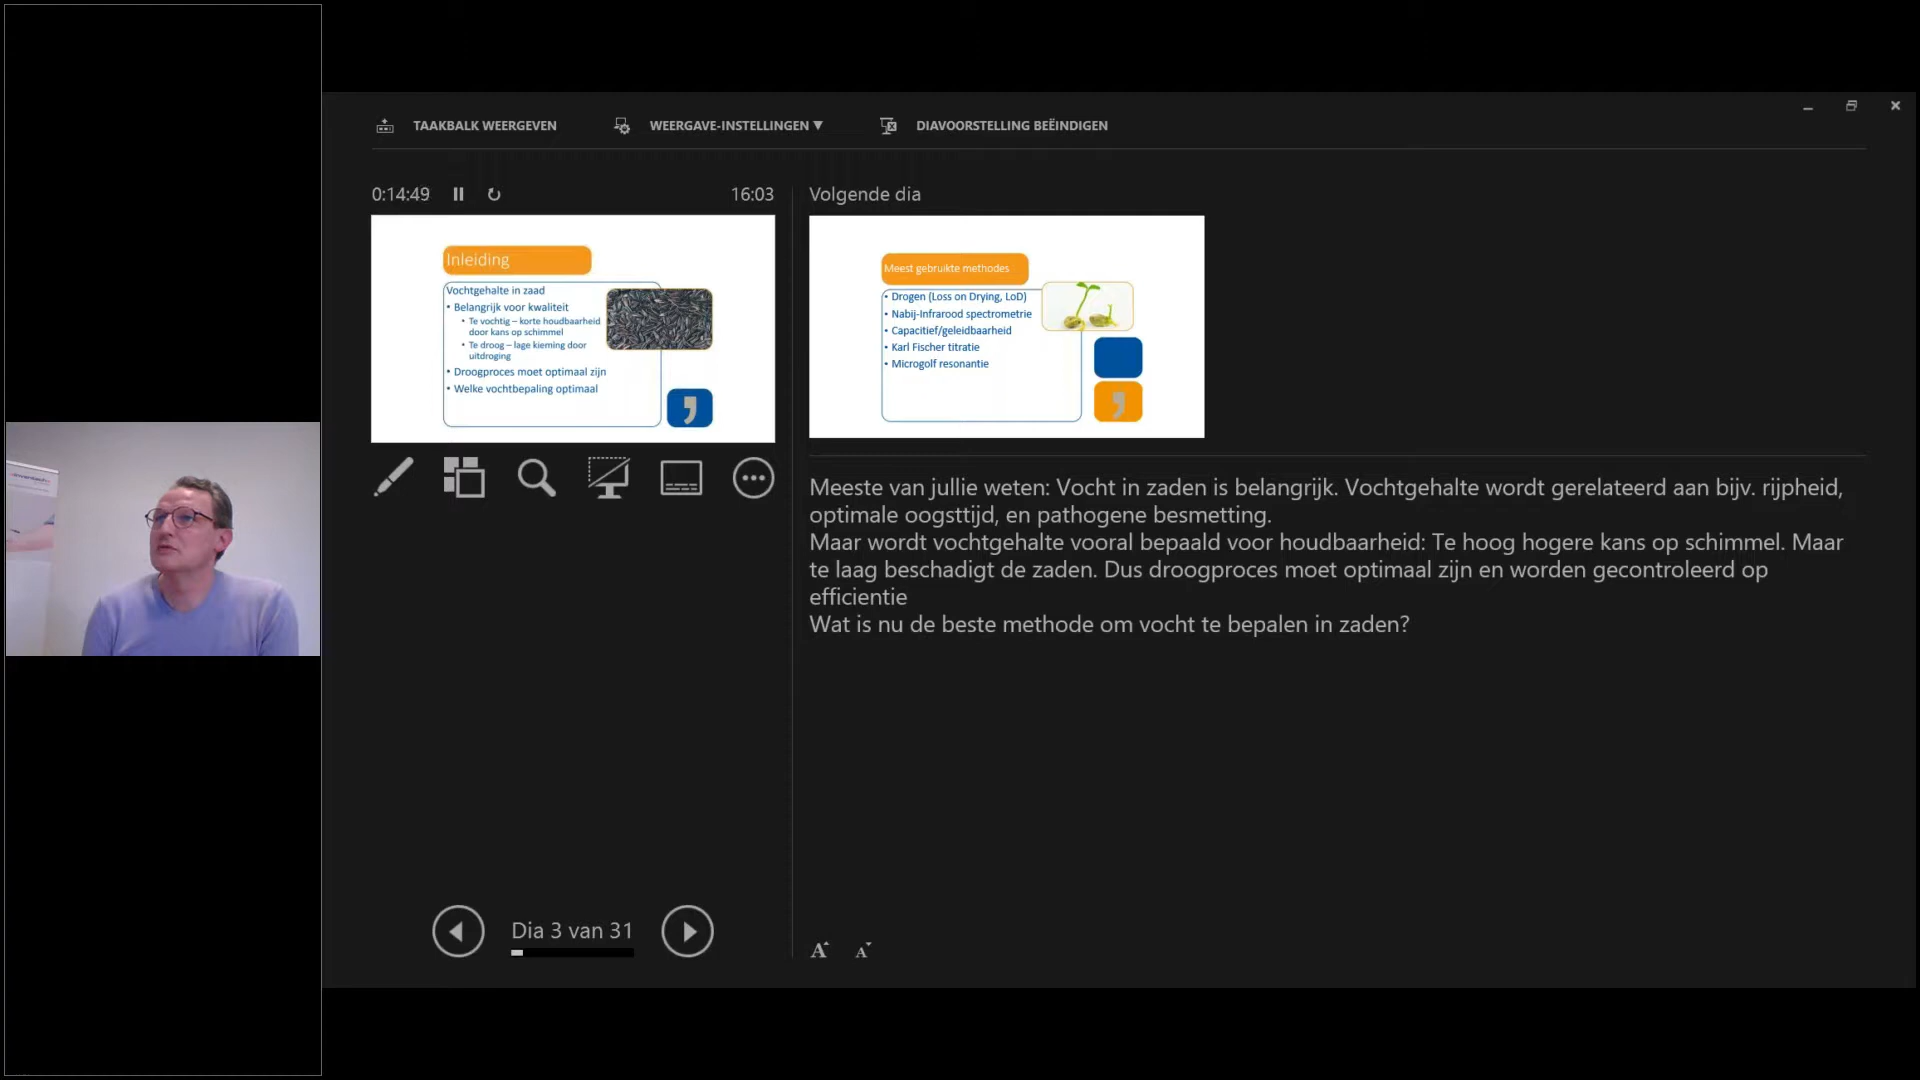 TAAKBALK WEERGEVEN
WEERGAVE-INSTELLINGEN ▼
DIAVOORSTELLING BEËINDIGEN
0:14:49
16:03
Volgende dia
Inleiding
Vochtgehalte in zaad
• Belangrijk voor kwaliteit
• Te vochtig – korte houdbaarheid
door kans op schimmel
• Te droog – lage kieming door
uitdroging
• Droogproces moet optimaal zijn
• Welke vochtbepaling optimaal
Meest gebruikte methodes
• Drogen (Loss on Drying, LoD)
• Nabij-Infrarood spectrometrie
• Capacitief/geleidbaarheid
• Karl Fischer titratie
• Microgolf resonantie
Meeste van jullie weten: Vocht in zaden is belangrijk. Vochtgehalte wordt gerelateerd aan bijv. rijpheid,
optimale oogsttijd, en pathogene besmetting.
Maar wordt vochtgehalte vooral bepaald voor houdbaarheid: Te hoog hogere kans op schimmel. Maar
te laag beschadigt de zaden. Dus droogproces moet optimaal zijn en worden gecontroleerd op
efficientie
Wat is nu de beste methode om vocht te bepalen in zaden?
Dia 3 van 31
A A